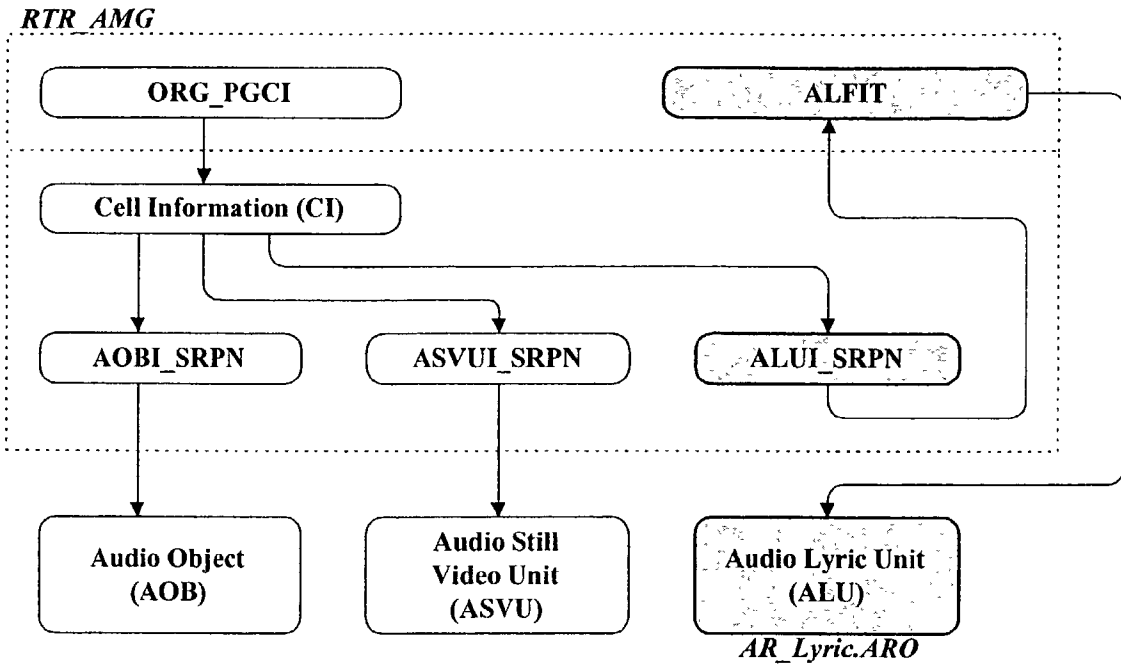 RTR_AMG
ORG_PGCI
ALFIT
Cell Information (CI)
AOBI_SRPN
ASVUI_SRPN
ALUI_SRPN
Audio Object
(AOB)
Audio Still
Video Unit
(ASVU)
Audio Lyric Unit
(ALU)
AR_Lyric.ARO